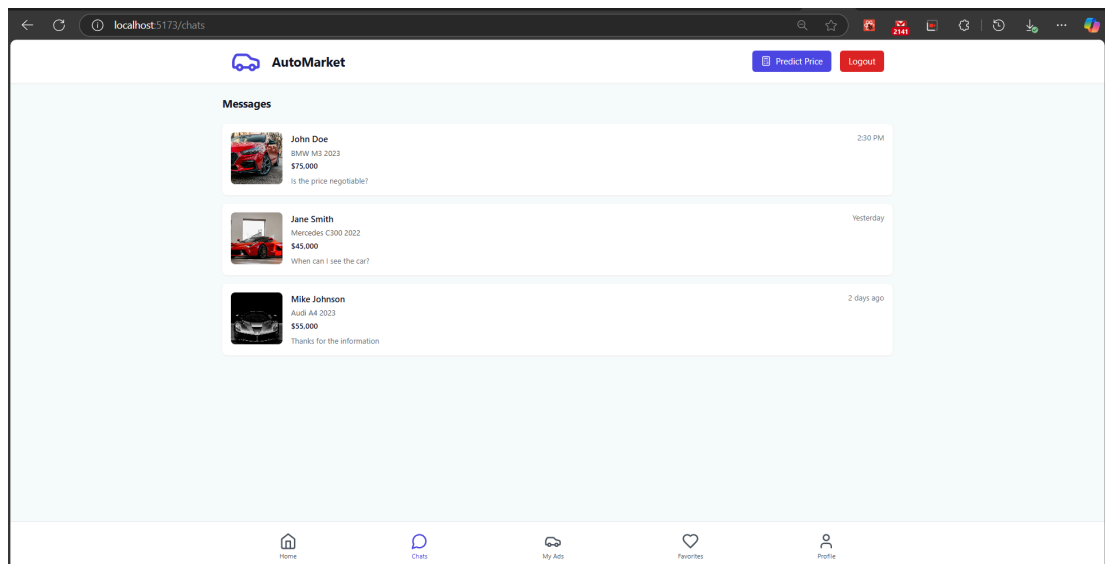 localhost:5173/chats
2141
AutoMarket
Predict Price
Logout
Messages
John Doe
2:30 PM
BMW M3 2023
$75,000
Is the price negotiable?
Jane Smith
Yesterday
Mercedes C300 2022
$45,000
When can I see the car?
Mike Johnson
2 days ago
Audi A4 2023
$55,000
Thanks for the information
Home
Chats
My Ads
Favorites
Profile